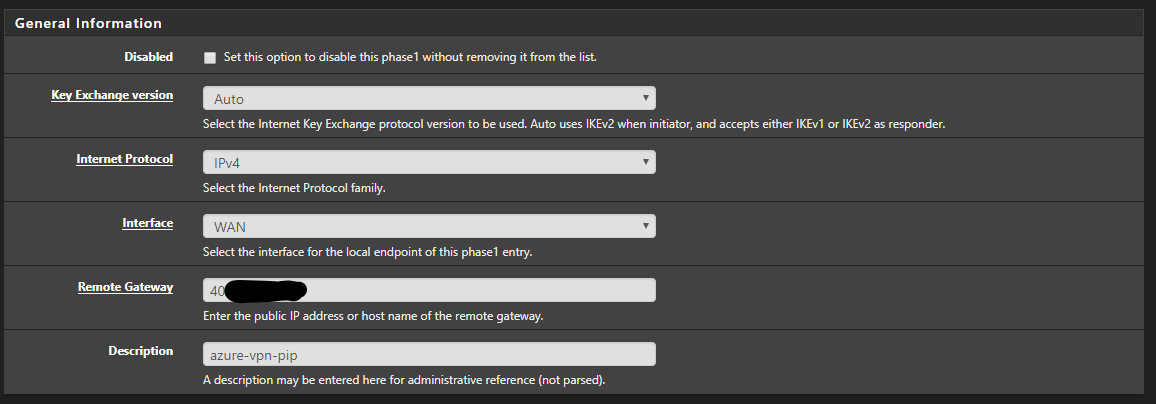 General Information
Disabled
Set this option to disable this phase1 without removing it from the list.
Key Exchange version
Auto
Select the Internet Key Exchange protocol version to be used. Auto uses IKEv2 when initiator, and accepts either IKEv1 or IKEv2 as responder.
Internet Protocol
IPv4
Select the Internet Protocol family.
Interface
WAN
Select the interface for the local endpoint of this phase1 entry.
Remote Gateway
40
Enter the public IP address or host name of the remote gateway.
Description
azure-vpn-pip
A description may be entered here for administrative reference (not parsed).